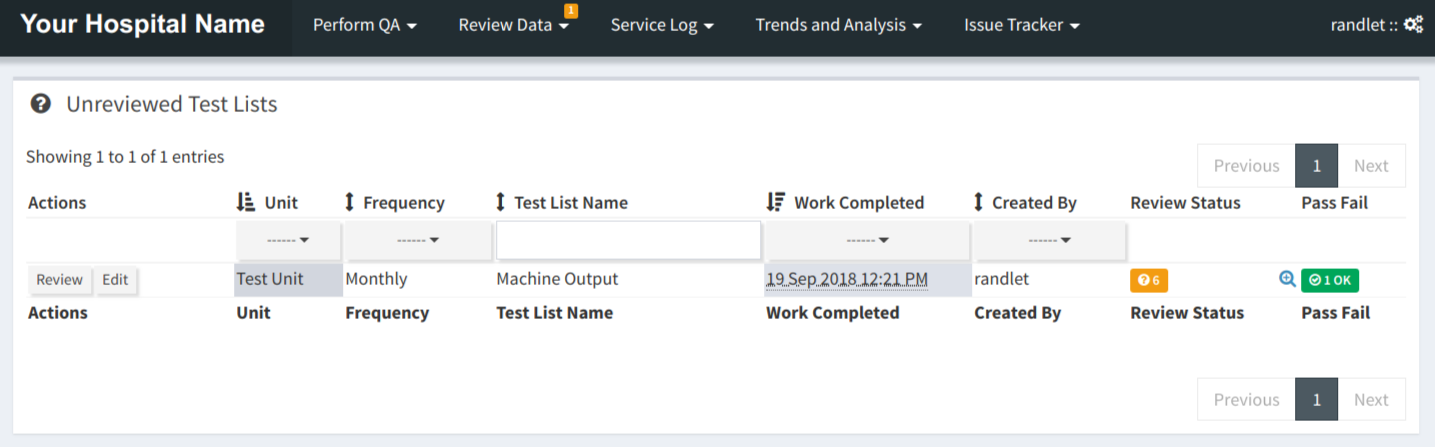 Your Hospital Name Perform QA Review Data 1 Service Log Trends and Analysis Issue Tracker randlet ::
Unreviewed Test Lists
Showing 1 to 1 of 1 entries
Previous 1 Next
Actions Unit Frequency Test List Name Work Completed Created By Review Status Pass Fail
------ ------ ------ ------
Review Edit Test Unit Monthly Machine Output 19 Sep 2018 12:21 PM randlet 6 1 OK
Actions Unit Frequency Test List Name Work Completed Created By Review Status Pass Fail
Previous 1 Next